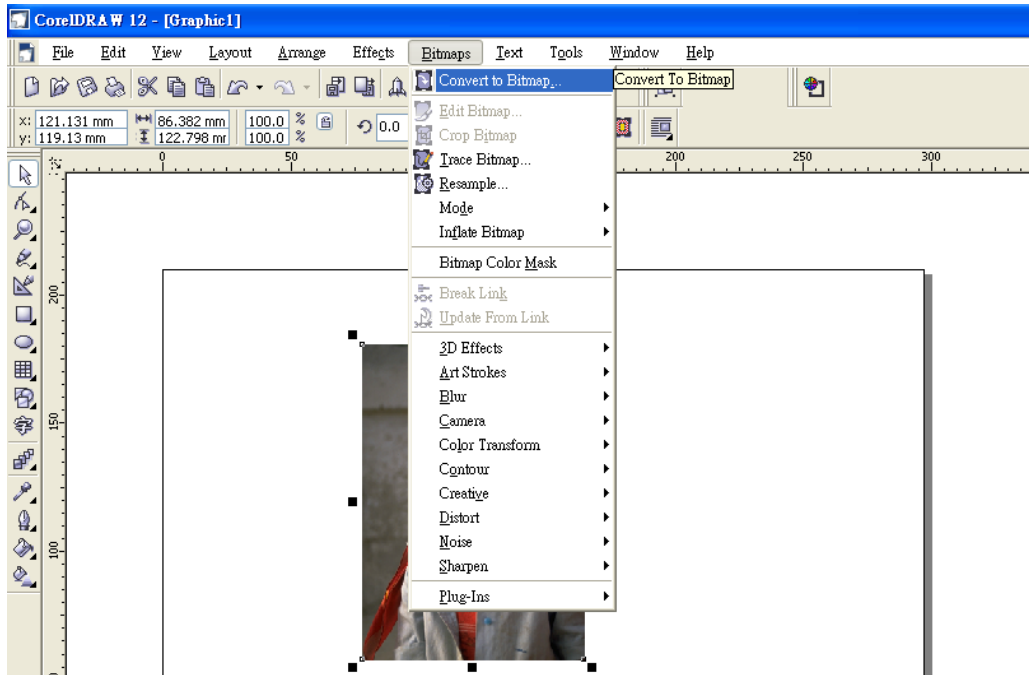 CorelDRAW 12 - [Graphic1]
File Edit View Layout Arrange Effects Bitmaps Text Tools Window Help
Convert to Bitmap... Convert To Bitmap
x: 121.131 mm 86.382 mm 100.0 % 0.0
y: 119.13 mm 122.798 mr 100.0 %
Edit Bitmap...
Crop Bitmap
Trace Bitmap...
0 50 200 250 300
Resample...
Mode
Inflate Bitmap
Bitmap Color Mask
200
Break Link
Update From Link
3D Effects
Art Strokes
Blur
Camera
150
字
Color Transform
Contour
Creative
Distort
Noise
100
Sharpen
Plug-Ins